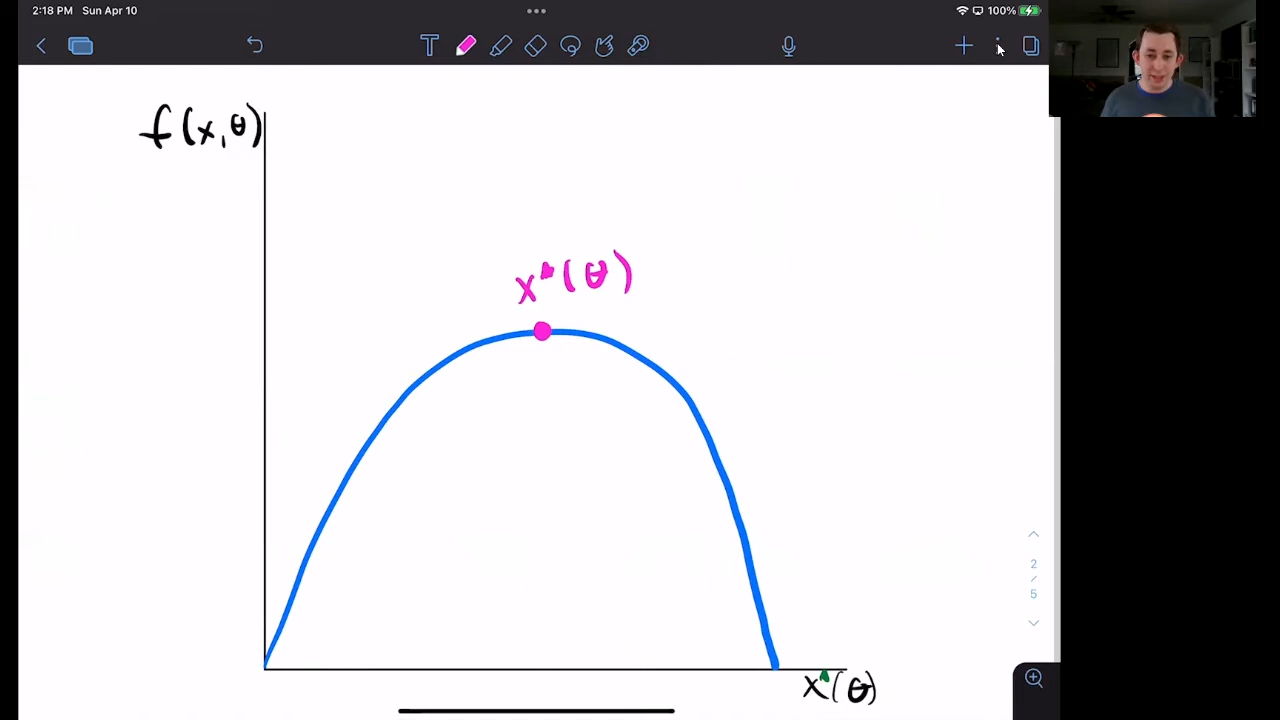 2:18 PM Sun Apr 10
100%
T
f(x,θ)
x*(θ)
2
/
5
x*(θ)